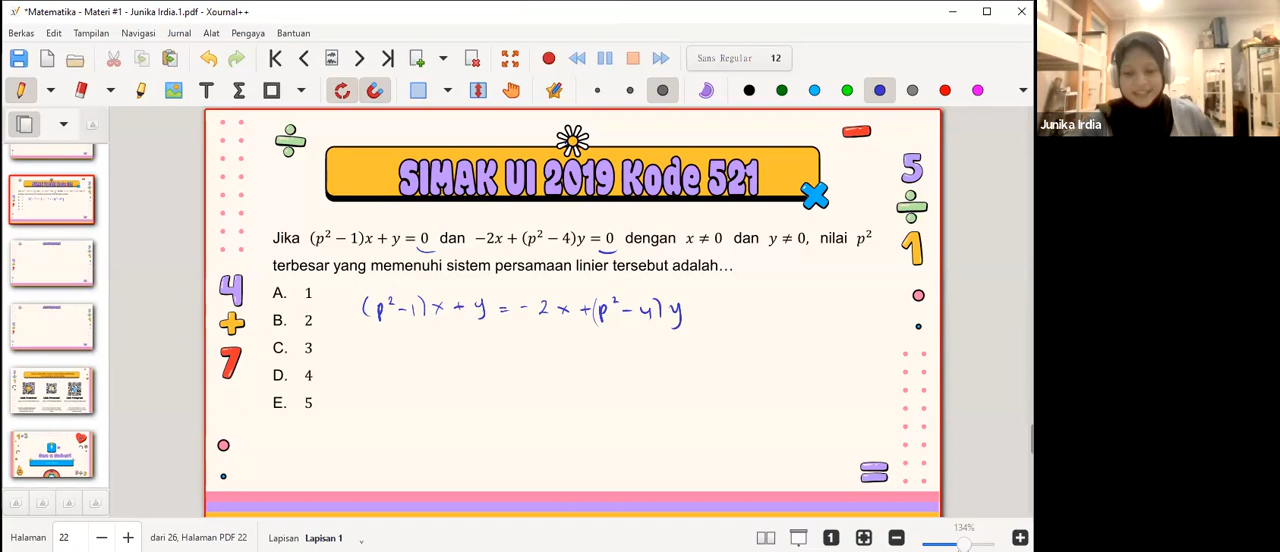 *Matematika - Materi #1 - Junika Irdia.1.pdf - Xournal++
Berkas Edit Tampilan Navigasi Jurnal Alat Pengaya Bantuan
Sans Regular 12
Junika Irdia
SIMAK UI 2019 Kode 521
Jika (p² − 1)x + y = 0 dan −2x + (p² − 4)y = 0 dengan x ≠ 0 dan y ≠ 0, nilai p²
terbesar yang memenuhi sistem persamaan linier tersebut adalah…
A. 1
(p²-1)x + y = -2x + (p²-4)y
B. 2
C. 3
D. 4
E. 5
4
+
7
5
÷
1
Halaman 22 dari 26, Halaman PDF 22 Lapisan Lapisan 1
1
134%